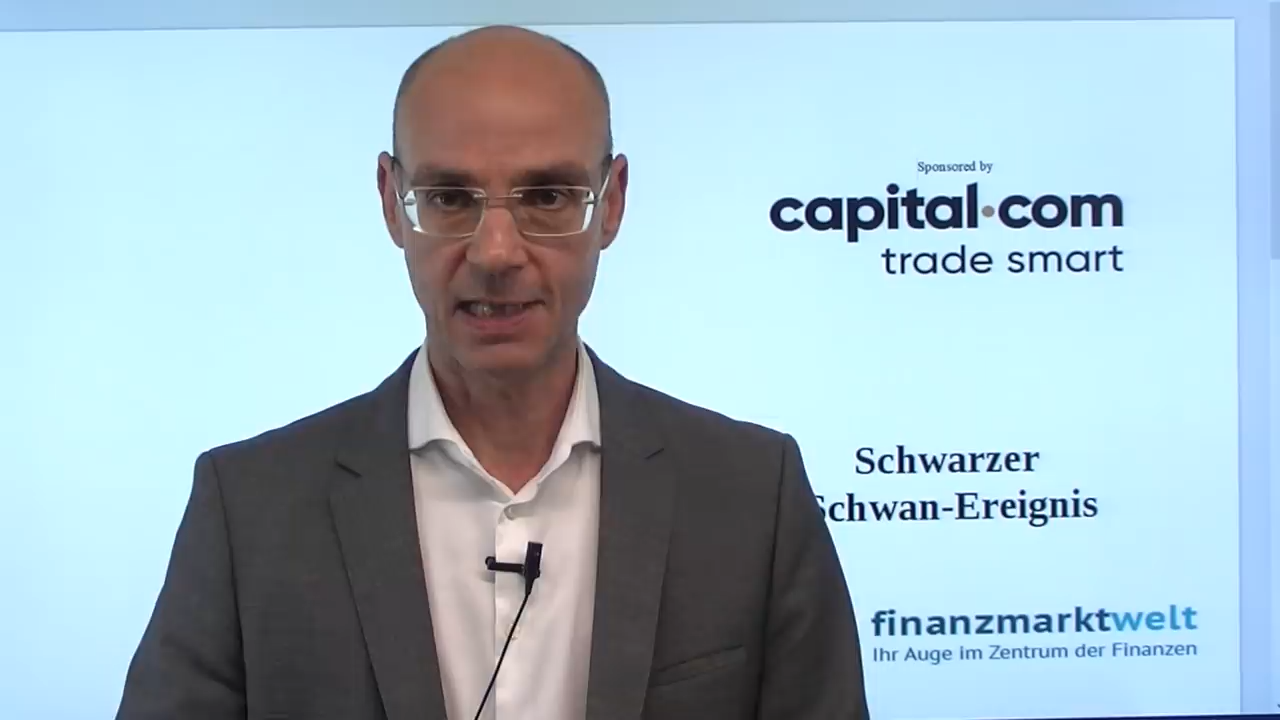 Sponsored by
capital.com
trade smart
Schwarzer
Schwan-Ereignis
finanzmarktwelt
Ihr Auge im Zentrum der Finanzen